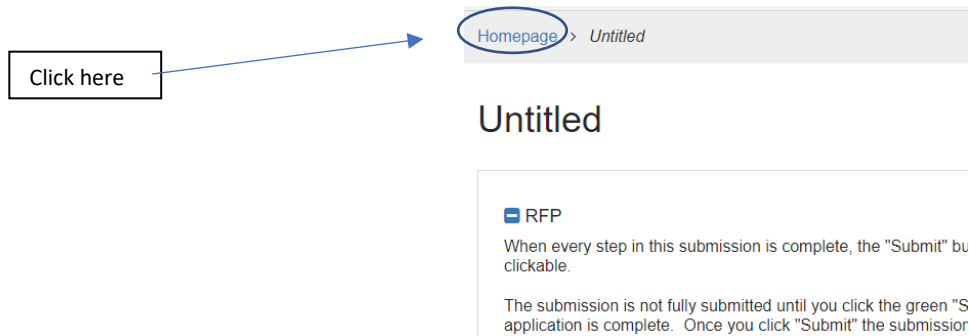 Homepage > Untitled
Click here
Untitled
RFP
When every step in this submission is complete, the "Submit"
clickable.
The submission is not fully submitted until you click the green
application is complete. Once you click "Submit" the submission